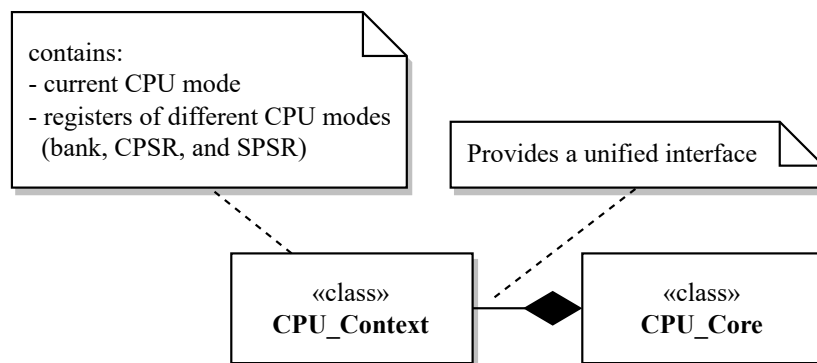 contains:
- current CPU mode
- registers of different CPU modes
(bank, CPSR, and SPSR)
Provides a unified interface
«class»
CPU_Context
«class»
CPU_Core